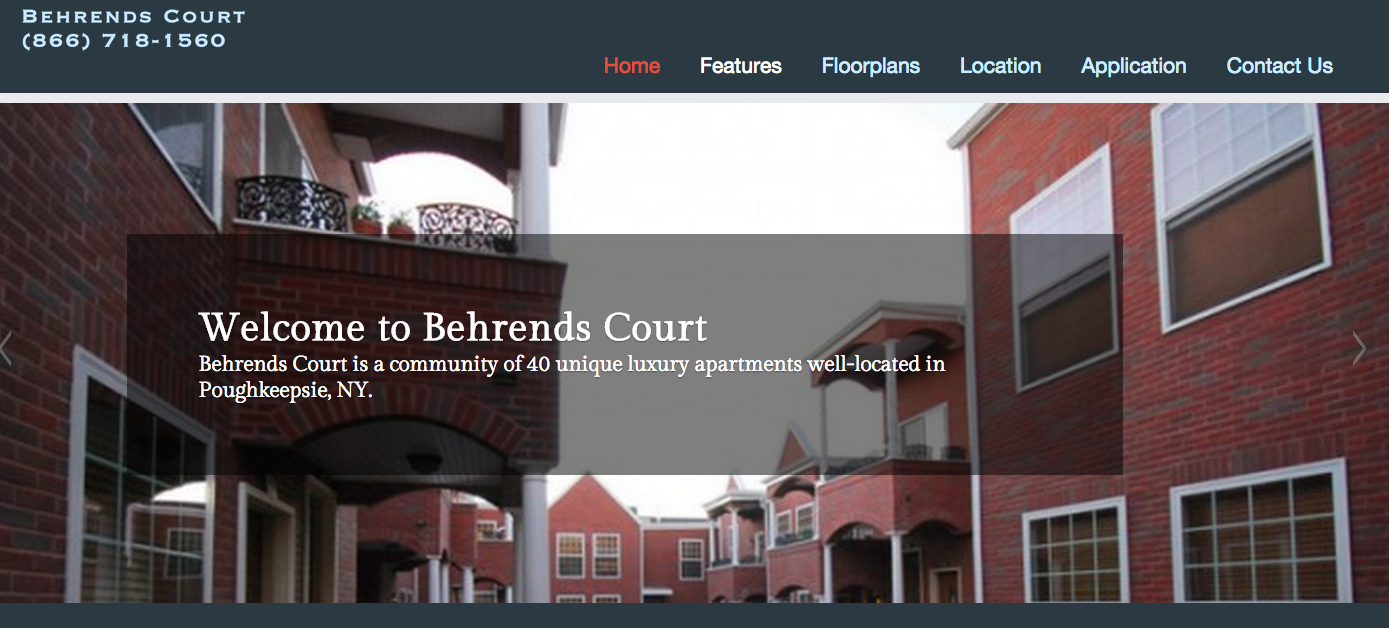 Behrends Court
(866) 718-1560
Home Features Floorplans Location Application Contact Us
Welcome to Behrends Court
Behrends Court is a community of 40 unique luxury apartments well-located in
Poughkeepsie, NY.